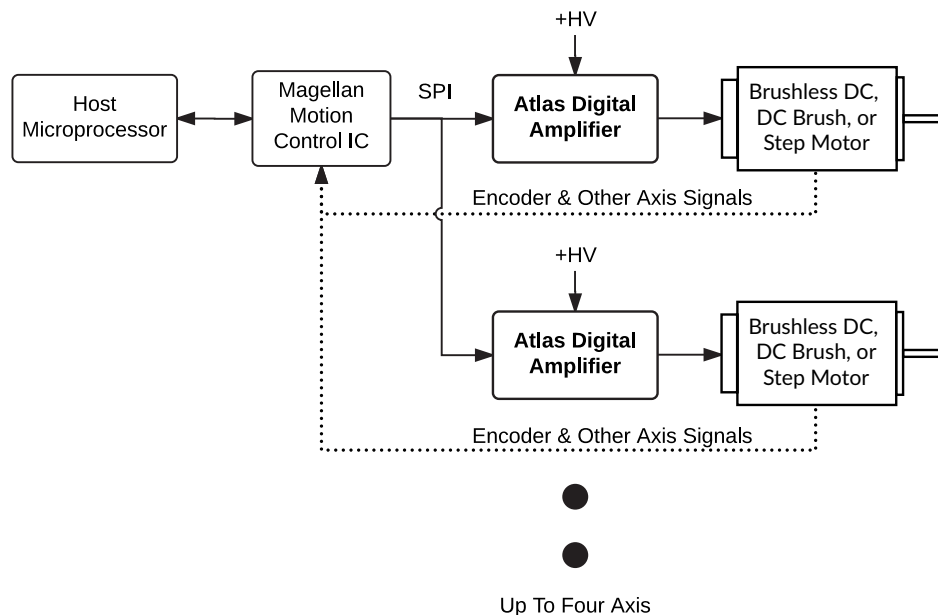 +HV
Host
Microprocessor
Magellan
Motion
Control IC
SPI
Atlas Digital
Amplifier
Brushless DC,
DC Brush, or
Step Motor
Encoder & Other Axis Signals
+HV
Atlas Digital
Amplifier
Brushless DC,
DC Brush, or
Step Motor
Encoder & Other Axis Signals
Up To Four Axis